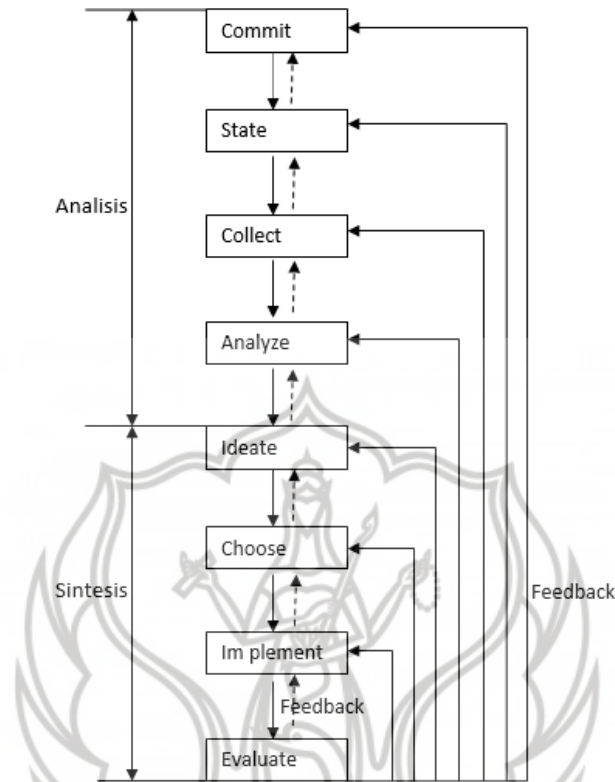 Commit
State
Analisis
Collect
Analyze
Ideate
Choose
Sintesis
Feedback
Im plement
Feedback
Evaluate